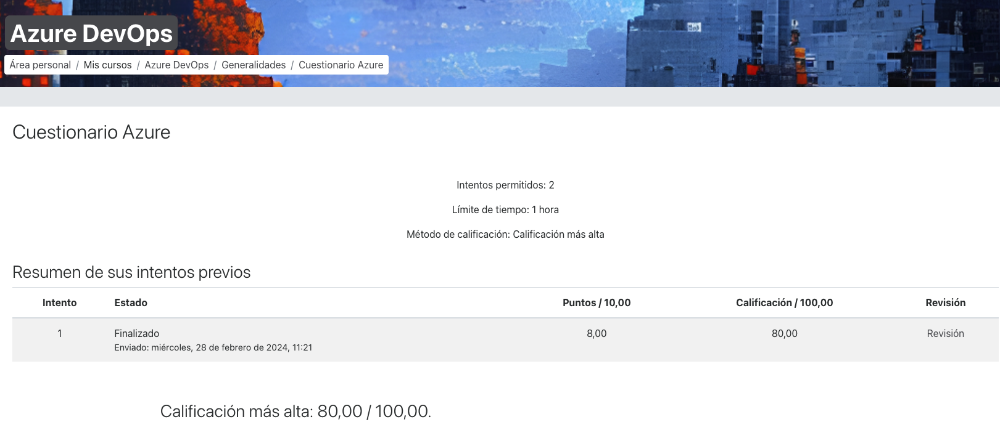 Azure DevOps
Área personal / Mis cursos / Azure DevOps / Generalidades / Cuestionario Azure
Cuestionario Azure
Intentos permitidos: 2
Límite de tiempo: 1 hora
Método de calificación: Calificación más alta
Resumen de sus intentos previos
Intento Estado Puntos / 10,00 Calificación / 100,00 Revisión
1 Finalizado 8,00 80,00 Revisión
Enviado: miércoles, 28 de febrero de 2024, 11:21
Calificación más alta: 80,00 / 100,00.